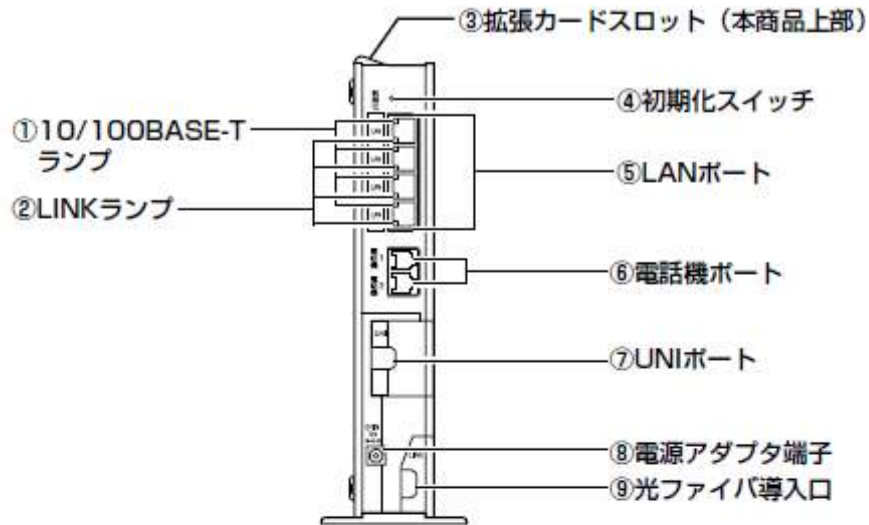 ③拡張カードスロット（本商品上部）
④初期化スイッチ
①10/100BASE-T
ランプ
⑤LANポート
②LINKランプ
⑥電話機ポート
⑦UNIポート
⑧電源アダプタ端子
⑨光ファイバ導入口